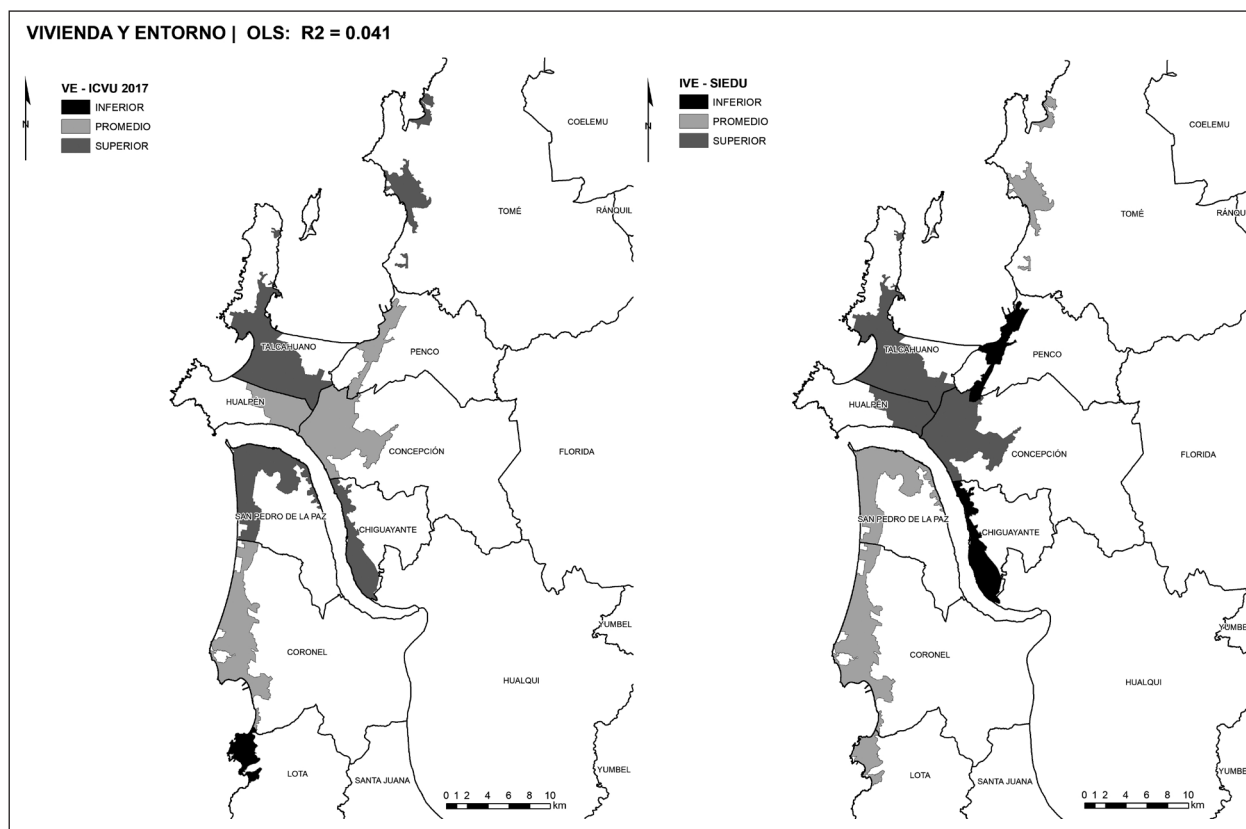 VIVIENDA Y ENTORNO | OLS: R2 = 0.041
VE - ICVU 2017
INFERIOR
PROMEDIO
SUPERIOR
N
COELEMU
TOMÉ
RÁNQUIL
TALCAHUANO
PENCO
HUALPÉN
CONCEPCIÓN
FLORIDA
SAN PEDRO DE LA PAZ
CHIGUAYANTE
YUMBEL
CORONEL
HUALQUI
LOTA
SANTA JUANA
YUMBEL
0 1 2 4 6 8 10
km
IVE - SIEDU
INFERIOR
PROMEDIO
SUPERIOR
N
COELEMU
TOMÉ
RÁNQU
TALCAHUANO
PENCO
HUALPÉN
CONCEPCIÓN
FLORIDA
SAN PEDRO DE LA PAZ
CHIGUAYANTE
YUMBEL
CORONEL
HUALQUI
LOTA
SANTA JUANA
YUMBEL
0 1 2 4 6 8 10
km